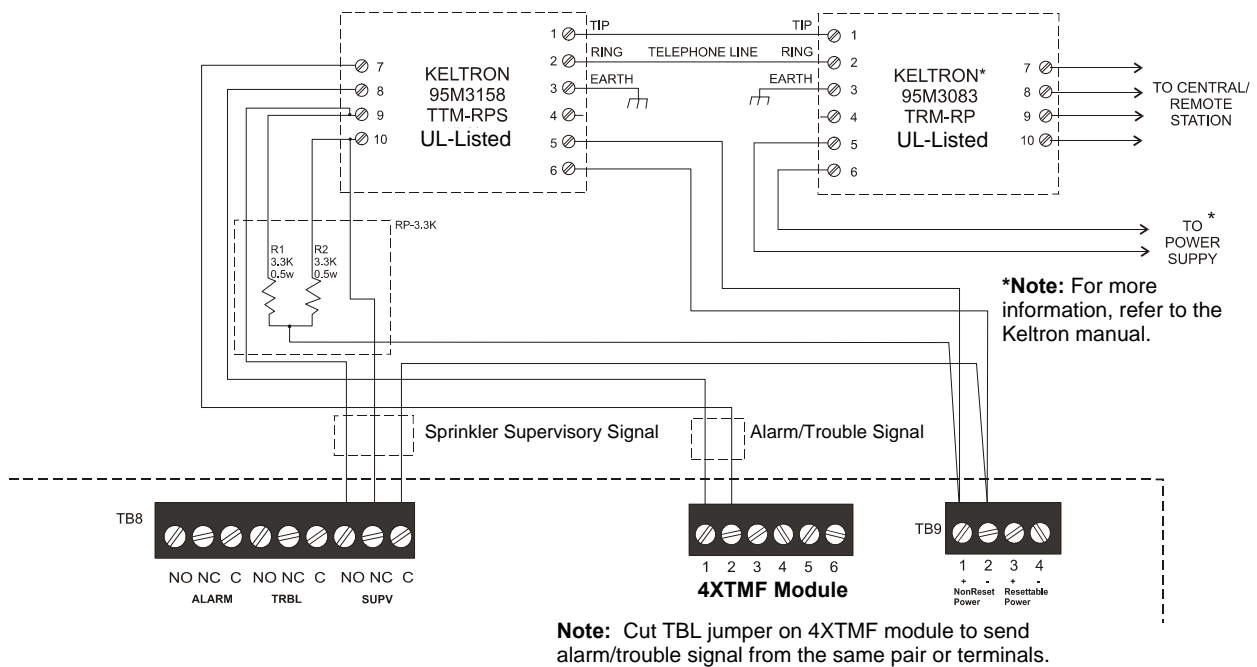 1 TIP
2 RING
3 EARTH
4
5
6
7
8
9
10
KELTRON
95M3158
TTM-RPS
UL-Listed
TELEPHONE LINE
TIP 1
RING 2
EARTH 3
4
5
6
KELTRON*
95M3083
TRM-RP
UL-Listed
7
8
9
10
TO CENTRAL/
REMOTE
STATION
TO *
POWER
SUPPY
*Note: For more
information, refer to the
Keltron manual.
RP-3.3K
R1
3.3K
0.5w
R2
3.3K
0.5w
Sprinkler Supervisory Signal
Alarm/Trouble Signal
TB8
NO NC C NO NC C NO NC C
ALARM TRBL SUPV
1 2 3 4 5 6
4XTMF Module
TB9
1 2 3 4
+ - + -
NonReset
Power
Resettable
Power
Note: Cut TBL jumper on 4XTMF module to send
alarm/trouble signal from the same pair or terminals.